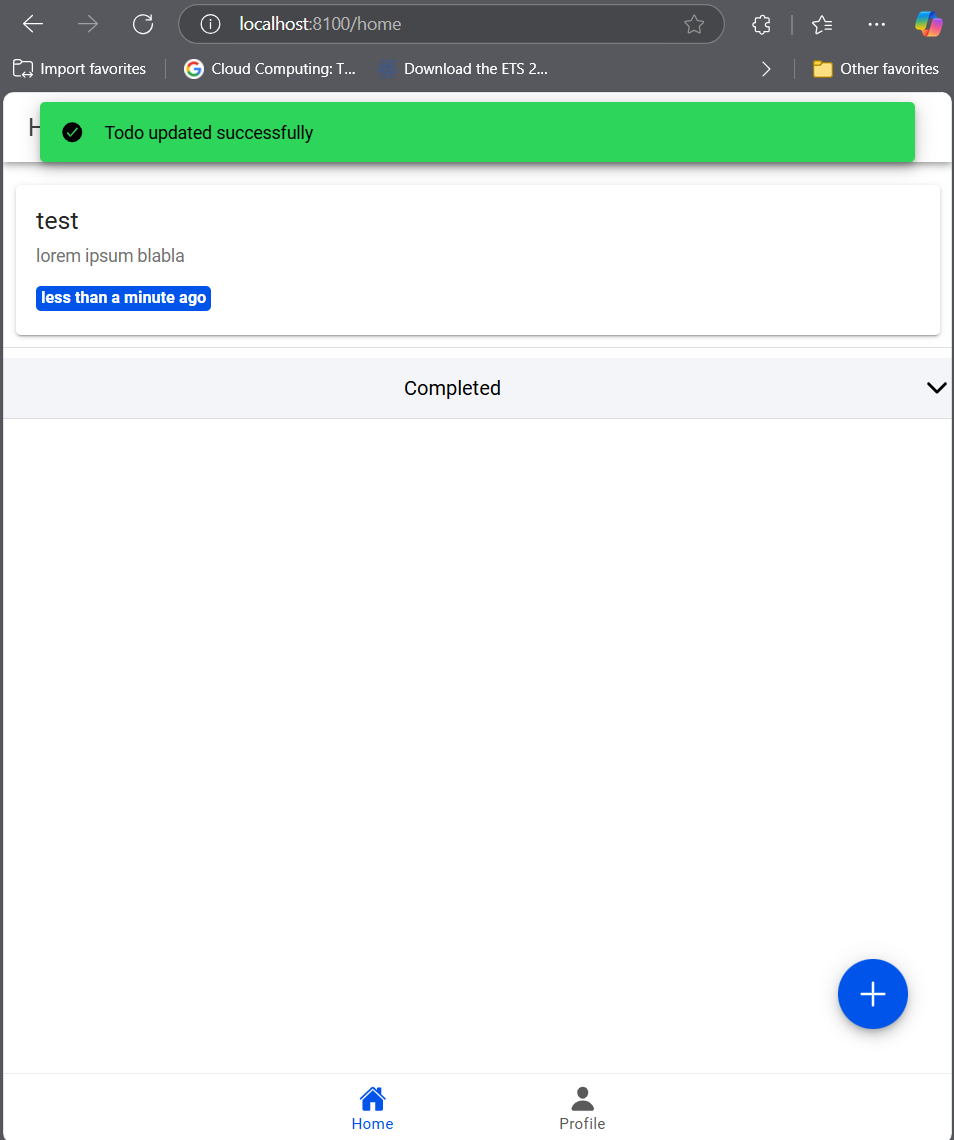 localhost:8100/home
Import favorites
Cloud Computing: T...
Download the ETS 2...
Other favorites
H
Todo updated successfully
test
lorem ipsum blabla
less than a minute ago
Completed
Home
Profile